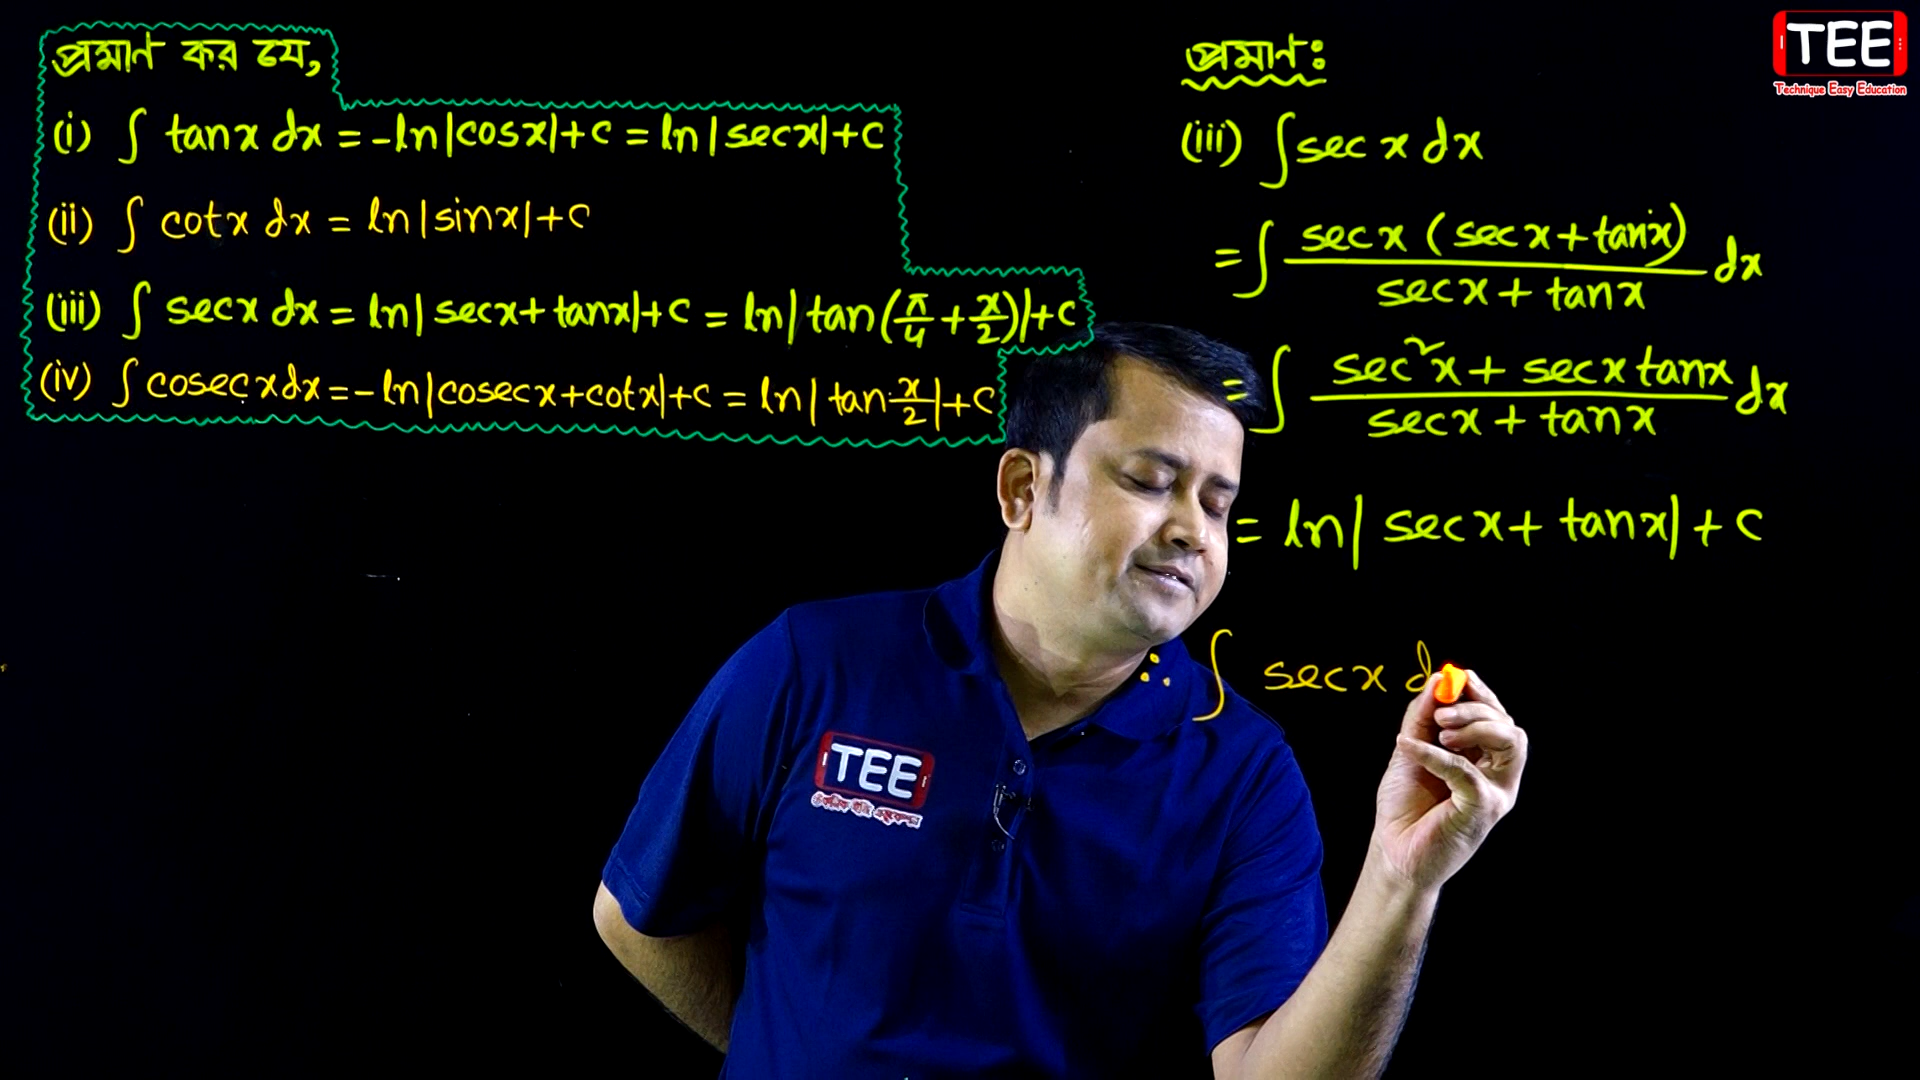 প্রমাণ কর যে,
(i) ∫ tanx dx = -ln|cosx|+c = ln|secx|+c
(ii) ∫ cotx dx = ln|sinx|+c
(iii) ∫ secx dx = ln|secx+tanx|+c = ln|tan(π/4+x/2)|+c
(iv) ∫ cosecx dx = -ln|cosecx+cotx|+c = ln|tan x/2|+c
প্রমাণ:
(iii) ∫ sec x dx
= ∫ secx (secx+tanx) / secx+tanx dx
= ∫ sec²x + secx tanx / secx+tanx dx
= ln|secx+tanx|+c
∴ ∫ secx d
TEE
Technique Easy Education
TEE